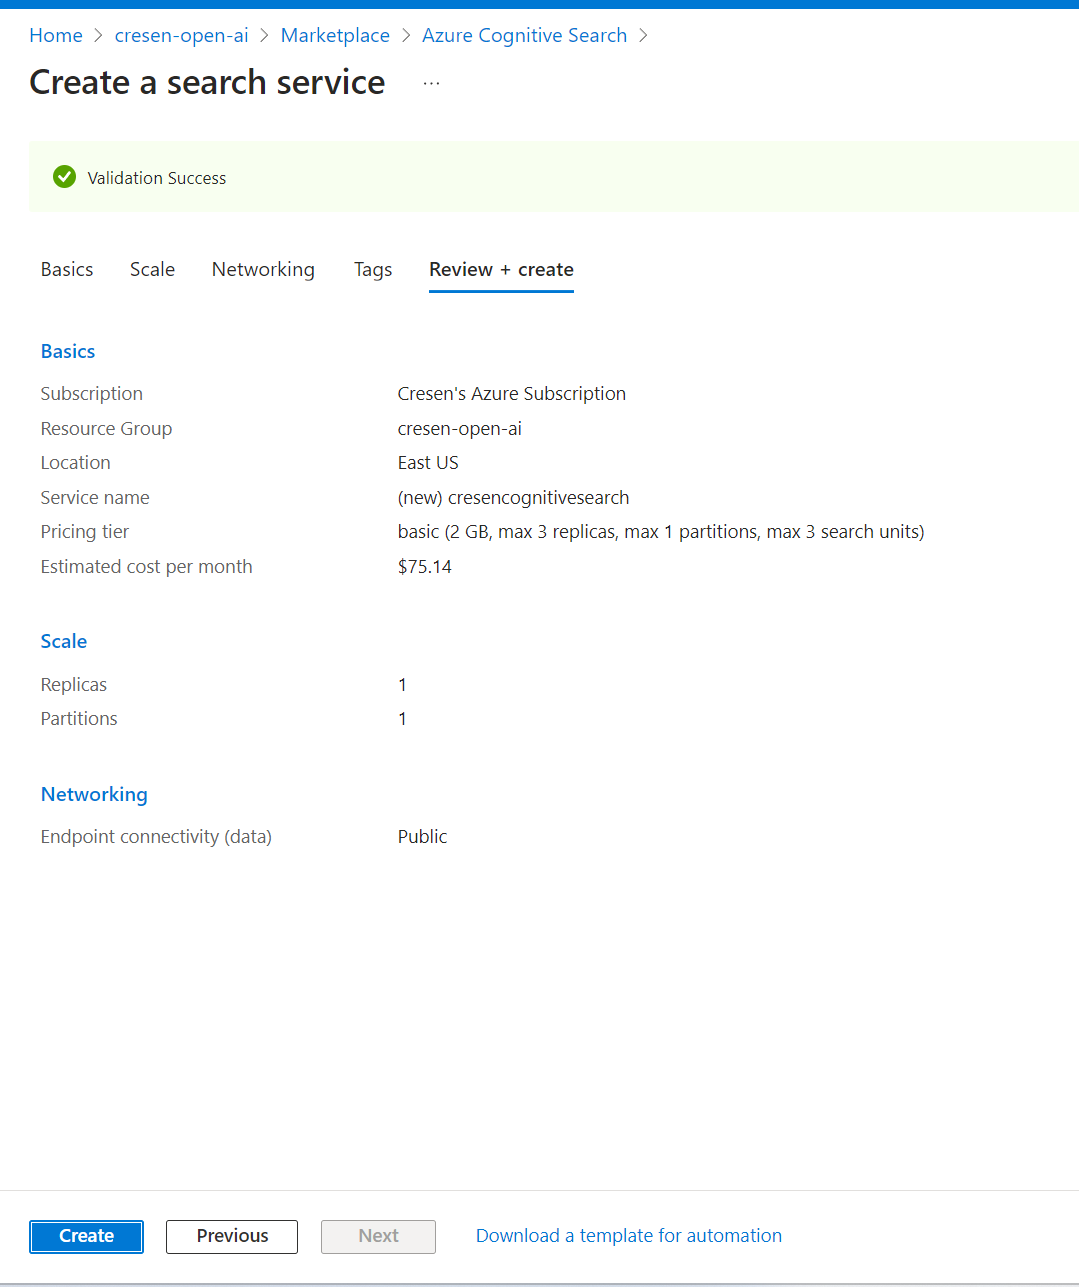 Home > cresen-open-ai > Marketplace > Azure Cognitive Search >
Create a search service ...
Validation Success
Basics Scale Networking Tags Review + create
Basics
Subscription Cresen's Azure Subscription
Resource Group cresen-open-ai
Location East US
Service name (new) cresencognitivesearch
Pricing tier basic (2 GB, max 3 replicas, max 1 partitions, max 3 search units)
Estimated cost per month $75.14
Scale
Replicas 1
Partitions 1
Networking
Endpoint connectivity (data) Public
Create Previous Next Download a template for automation